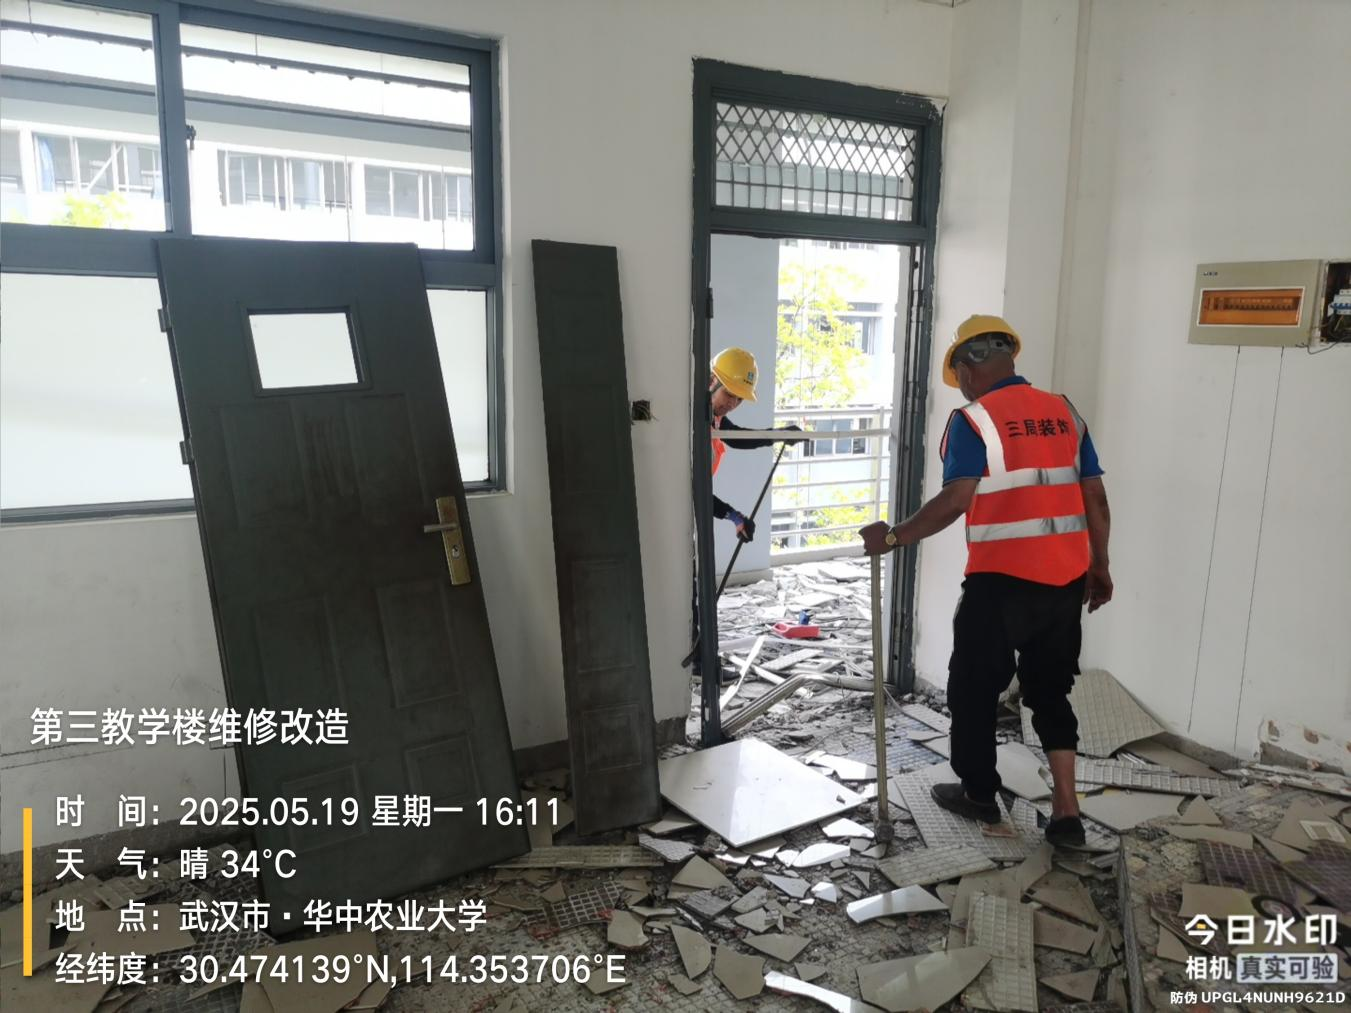 三局装饰
第三教学楼维修改造
时 间：2025.05.19 星期一 16:11
天 气：晴 34°C
地 点：武汉市·华中农业大学
经纬度：30.474139°N,114.353706°E
今日水印
相机 真实可验
防伪 UPGL4NUNH9621D